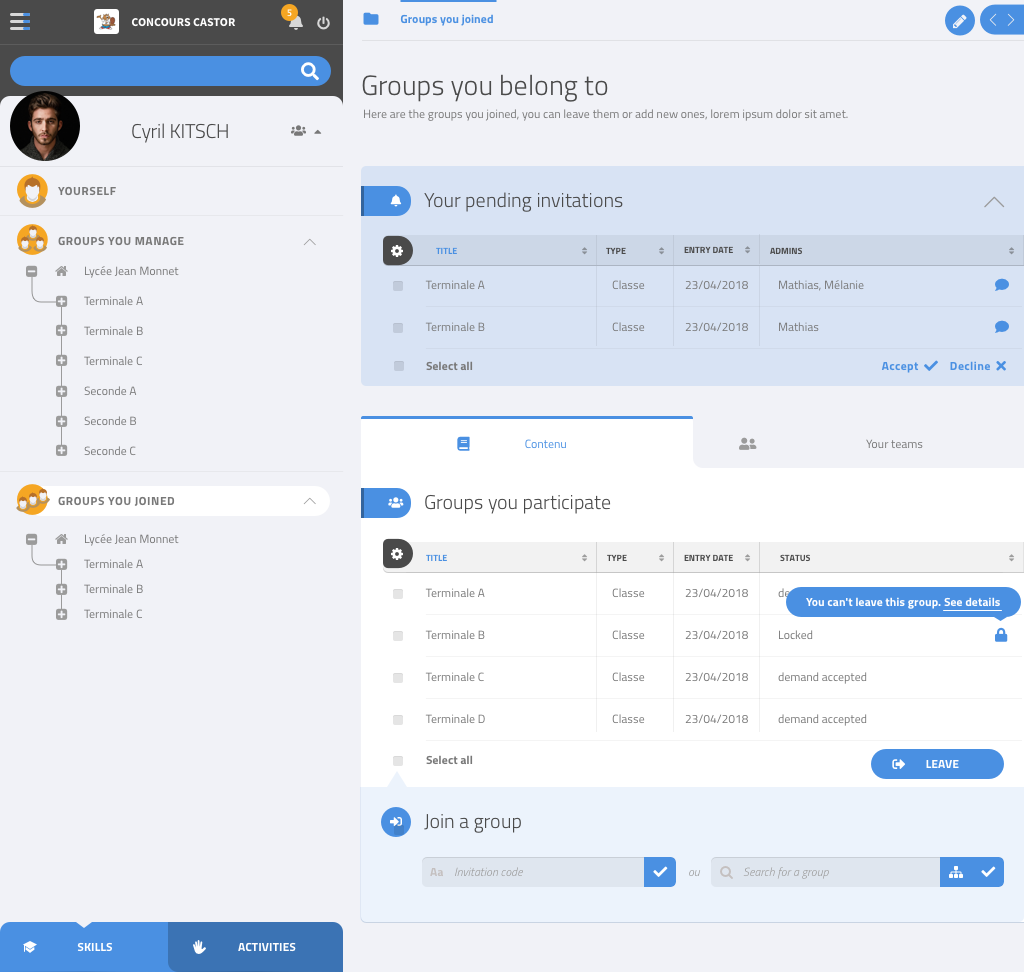 CONCOURS CASTOR
5
Cyril KITSCH
YOURSELF
GROUPS YOU MANAGE
Lycée Jean Monnet
Terminale A
Terminale B
Terminale C
Seconde A
Seconde B
Seconde C
GROUPS YOU JOINED
Lycée Jean Monnet
Terminale A
Terminale B
Terminale C
SKILLS
ACTIVITIES
Groups you joined
Groups you belong to
Here are the groups you joined, you can leave them or add new ones, lorem ipsum dolor sit amet.
Your pending invitations
TITLE TYPE ENTRY DATE ADMINS
Terminale A Classe 23/04/2018 Mathias, Mélanie
Terminale B Classe 23/04/2018 Mathias
Select all Accept Decline
Contenu Your teams
Groups you participate
TITLE TYPE ENTRY DATE STATUS
Terminale A Classe 23/04/2018
You can't leave this group. See details
Terminale B Classe 23/04/2018 Locked
Terminale C Classe 23/04/2018 demand accepted
Terminale D Classe 23/04/2018 demand accepted
Select all LEAVE
Join a group
Aa Invitation code ou Search for a group